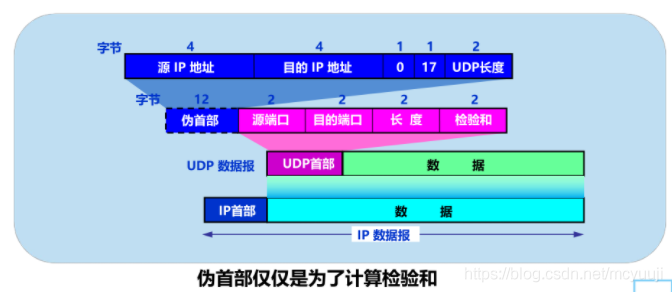 字节 4 4 1 1 2
源 IP 地址 目的 IP 地址 0 17 UDP长度
字节 12 2 2 2 2
伪首部 源端口 目的端口 长 度 检验和
UDP 数据报 UDP首部 数 据
IP首部 数 据
IP 数据报
伪首部仅仅是为了计算检验和
https://blog.csdn.net/mcyuuji